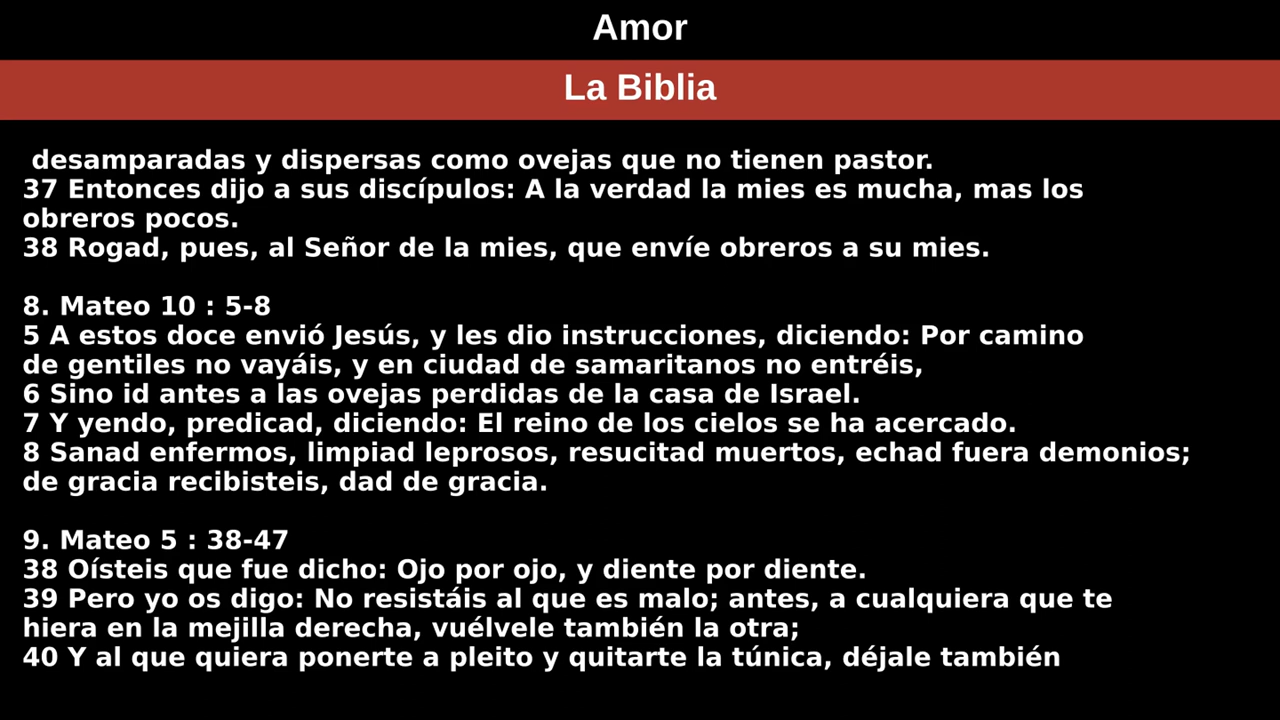 Amor
La Biblia
desamparadas y dispersas como ovejas que no tienen pastor.
37 Entonces dijo a sus discípulos: A la verdad la mies es mucha, mas los
obreros pocos.
38 Rogad, pues, al Señor de la mies, que envíe obreros a su mies.
8. Mateo 10 : 5-8
5 A estos doce envió Jesús, y les dio instrucciones, diciendo: Por camino
de gentiles no vayáis, y en ciudad de samaritanos no entréis,
6 Sino id antes a las ovejas perdidas de la casa de Israel.
7 Y yendo, predicad, diciendo: El reino de los cielos se ha acercado.
8 Sanad enfermos, limpiad leprosos, resucitad muertos, echad fuera demonios;
de gracia recibisteis, dad de gracia.
9. Mateo 5 : 38-47
38 Oísteis que fue dicho: Ojo por ojo, y diente por diente.
39 Pero yo os digo: No resistáis al que es malo; antes, a cualquiera que te
hiera en la mejilla derecha, vuélvele también la otra;
40 Y al que quiera ponerte a pleito y quitarte la túnica, déjale también